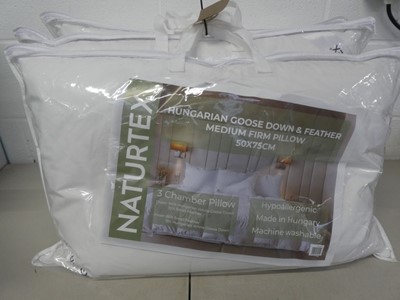 NATURTEX
HUNGARIAN GOOSE DOWN & FEATHER
MEDIUM FIRM PILLOW
50X75CM
3 Chamber Pillow
Hypoallergenic
Made in Hungary
Machine washable